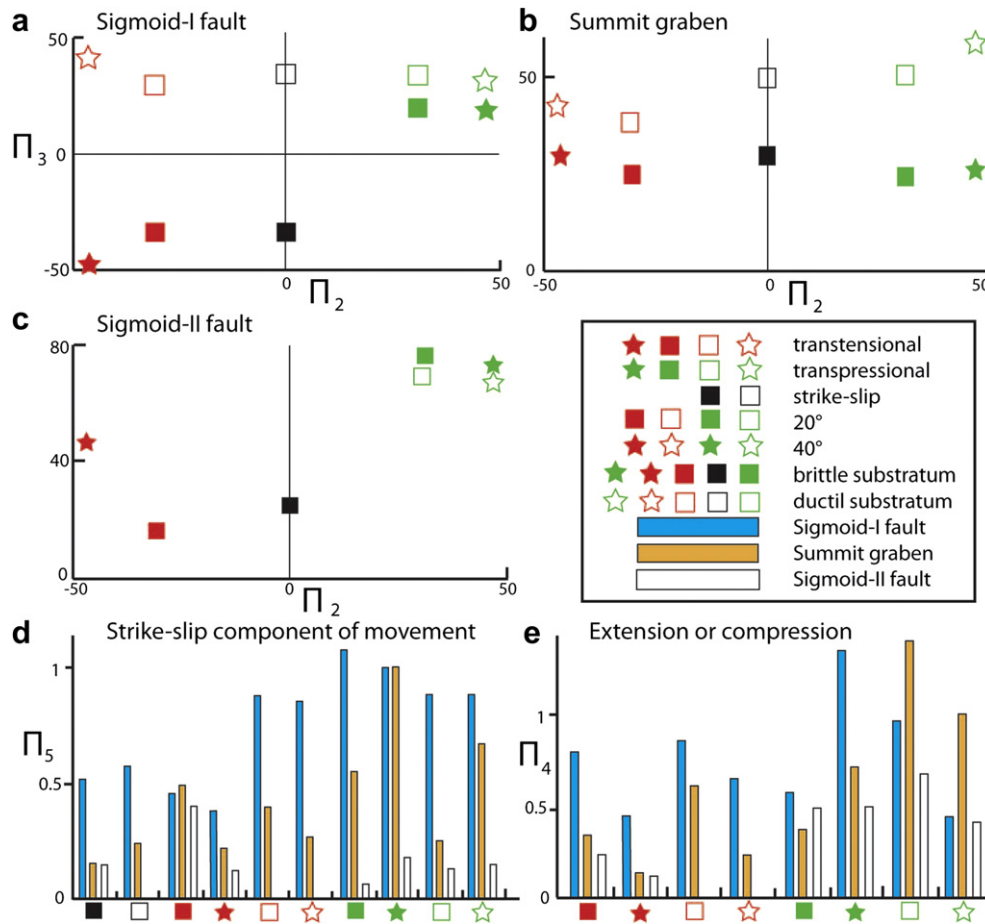 a Sigmoid-I fault
50
Π3
0
-50
0
50
Π2
b Summit graben
50
0
-50
0
50
Π2
c Sigmoid-II fault
80
40
0
-50
0
50
Π2
transtensional
transpressional
strike-slip
20°
40°
brittle substratum
ductil substratum
Sigmoid-I fault
Summit graben
Sigmoid-II fault
d Strike-slip component of movement
1
Π5
0.5
0
e Extension or compression
1
Π4
0.5
0